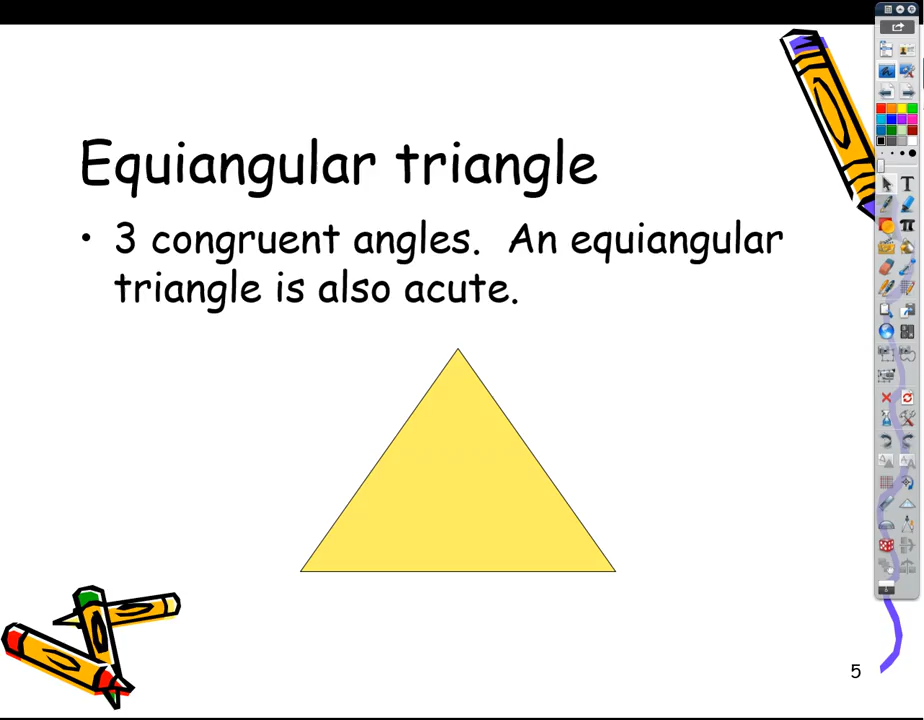 Equiangular triangle
• 3 congruent angles. An equiangular
triangle is also acute.
5